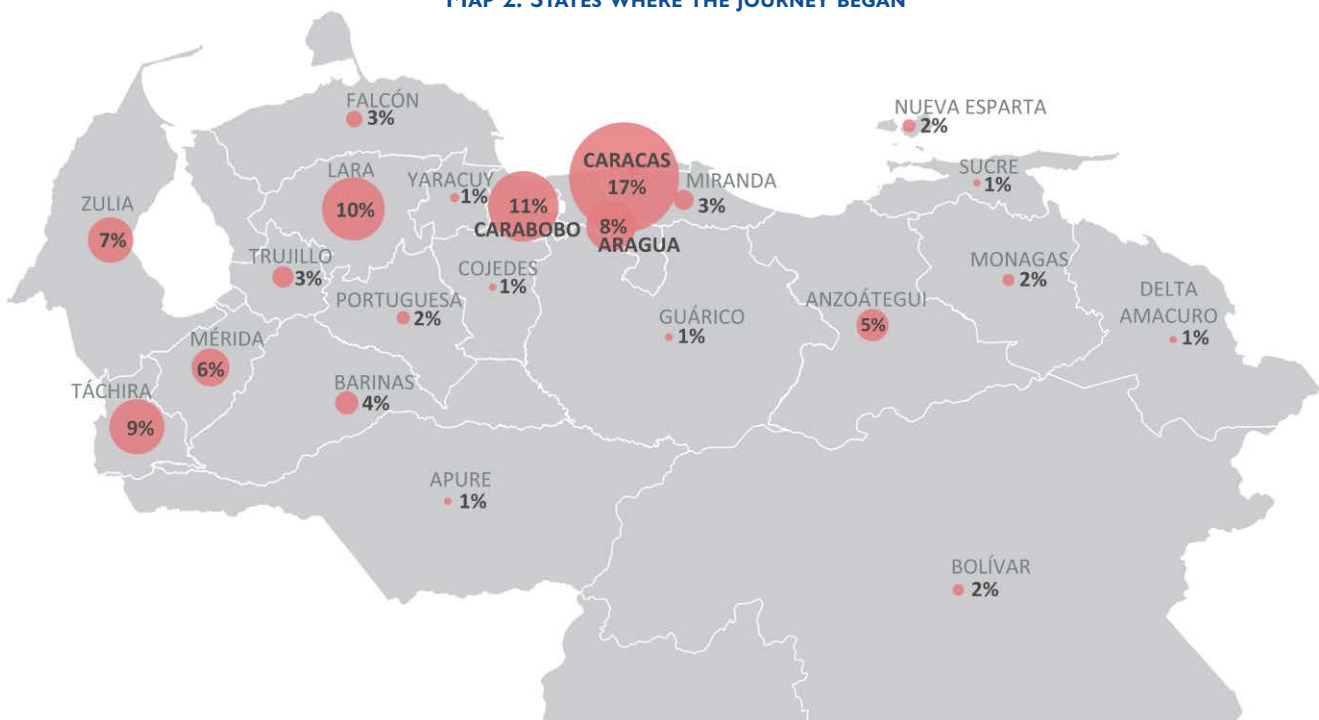 MAP 2. STATES WHERE THE JOURNEY BEGAN
FALCÓN
3%
NUEVA ESPARTA
2%
CARACAS
17%
LARA
10%
YARACUY
1%
11%
CARABOBO
MIRANDA
3%
SUCRE
1%
ZULIA
7%
8%
ARAGUA
TRUJILLO
3%
COJEDES
1%
MONAGAS
2%
PORTUGUESA
2%
GUÁRICO
1%
ANZOÁTEGUI
5%
DELTA
AMACURO
1%
MÉRIDA
6%
TÁCHIRA
9%
BARINAS
4%
APURE
1%
BOLÍVAR
2%